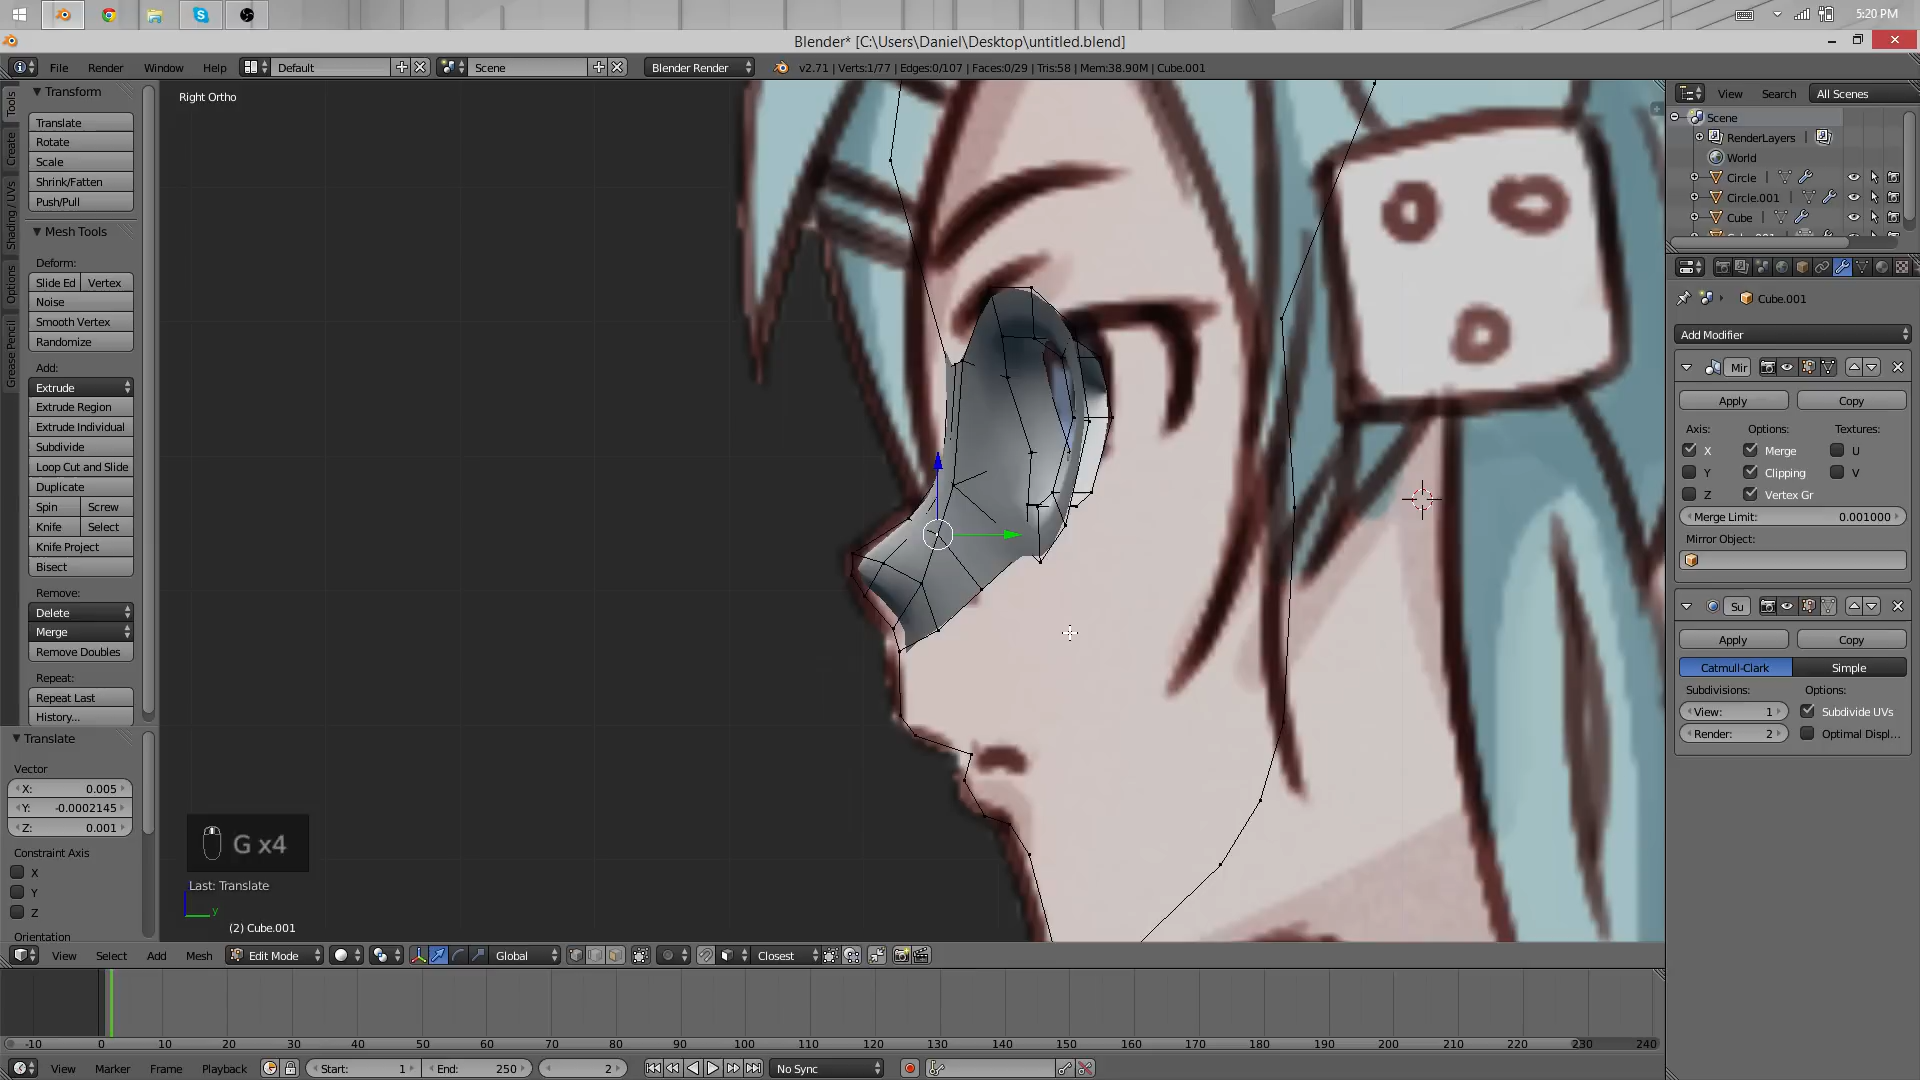 5:20 PM
Blender* [C:\Users\Daniel\Desktop\untitled.blend]
File Render Window Help Default Scene Blender Render v2.71 | Verts:1/77 | Edges:0/107 | Faces:0/29 | Tris:58 | Mem:38.90M | Cube.001
Tools
Create
Shading / UVs
Options
Grease Pencil
Transform
Translate
Rotate
Scale
Shrink/Fatten
Push/Pull
Mesh Tools
Deform:
Slide Ed Vertex
Noise
Smooth Vertex
Randomize
Add:
Extrude
Extrude Region
Extrude Individual
Subdivide
Loop Cut and Slide
Duplicate
Spin Screw
Knife Select
Knife Project
Bisect
Remove:
Delete
Merge
Remove Doubles
Repeat:
Repeat Last
History...
Translate
Vector
X: 0.005
Y: -0.0002145
Z: 0.001
Constraint Axis
X
Y
Z
Orientation
Right Ortho
G x4
Last: Translate
y
(2) Cube.001
View Search All Scenes
Scene
RenderLayers
World
Circle
Circle.001
Cube
Cube.001
Add Modifier
Mir
Apply Copy
Axis: Options: Textures:
X Merge U
Y Clipping V
Z Vertex Gr
Merge Limit: 0.001000
Mirror Object:
Su
Apply Copy
Catmull-Clark Simple
Subdivisions: Options:
View: 1 Subdivide UVs
Render: 2 Optimal Displ...
View Select Add Mesh Edit Mode Global Closest
-10 0 10 20 30 40 50 60 70 80 90 100 110 120 130 140 150 160 170 180 190 200 210 220 230 240
View Marker Frame Playback Start: 1 End: 250 2 No Sync